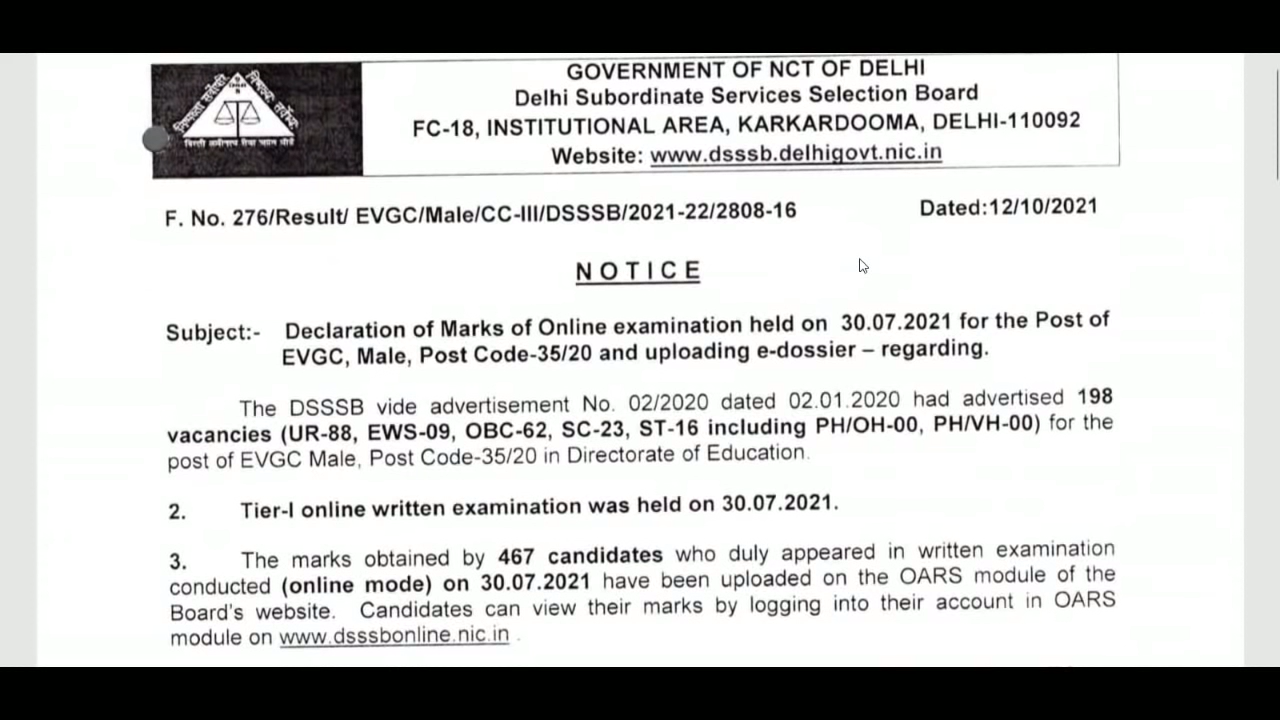 GOVERNMENT OF NCT OF DELHI
Delhi Subordinate Services Selection Board
FC-18, INSTITUTIONAL AREA, KARKARDOOMA, DELHI-110092
Website: www.dsssb.delhigovt.nic.in
F. No. 276/Result/ EVGC/Male/CC-III/DSSSB/2021-22/2808-16 Dated:12/10/2021
NOTICE
Subject:- Declaration of Marks of Online examination held on 30.07.2021 for the Post of
EVGC, Male, Post Code-35/20 and uploading e-dossier – regarding.
The DSSSB vide advertisement No. 02/2020 dated 02.01.2020 had advertised 198
vacancies (UR-88, EWS-09, OBC-62, SC-23, ST-16 including PH/OH-00, PH/VH-00) for the
post of EVGC Male, Post Code-35/20 in Directorate of Education.
2. Tier-I online written examination was held on 30.07.2021.
3. The marks obtained by 467 candidates who duly appeared in written examination
conducted (online mode) on 30.07.2021 have been uploaded on the OARS module of the
Board's website. Candidates can view their marks by logging into their account in OARS
module on www.dsssbonline.nic.in .